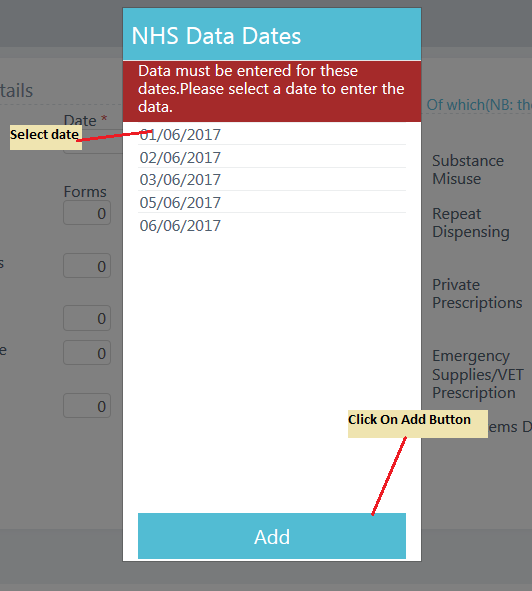 NHS Data Dates
Data must be entered for these
dates.Please select a date to enter the
data.
01/06/2017
02/06/2017
03/06/2017
05/06/2017
06/06/2017
Add
Select date
Click On Add Button
Date *
Forms
0
0
0
0
0
Of which(NB:
Substance
Misuse
Repeat
Dispensing
Private
Prescriptions
Emergency
Supplies/VET
Prescription